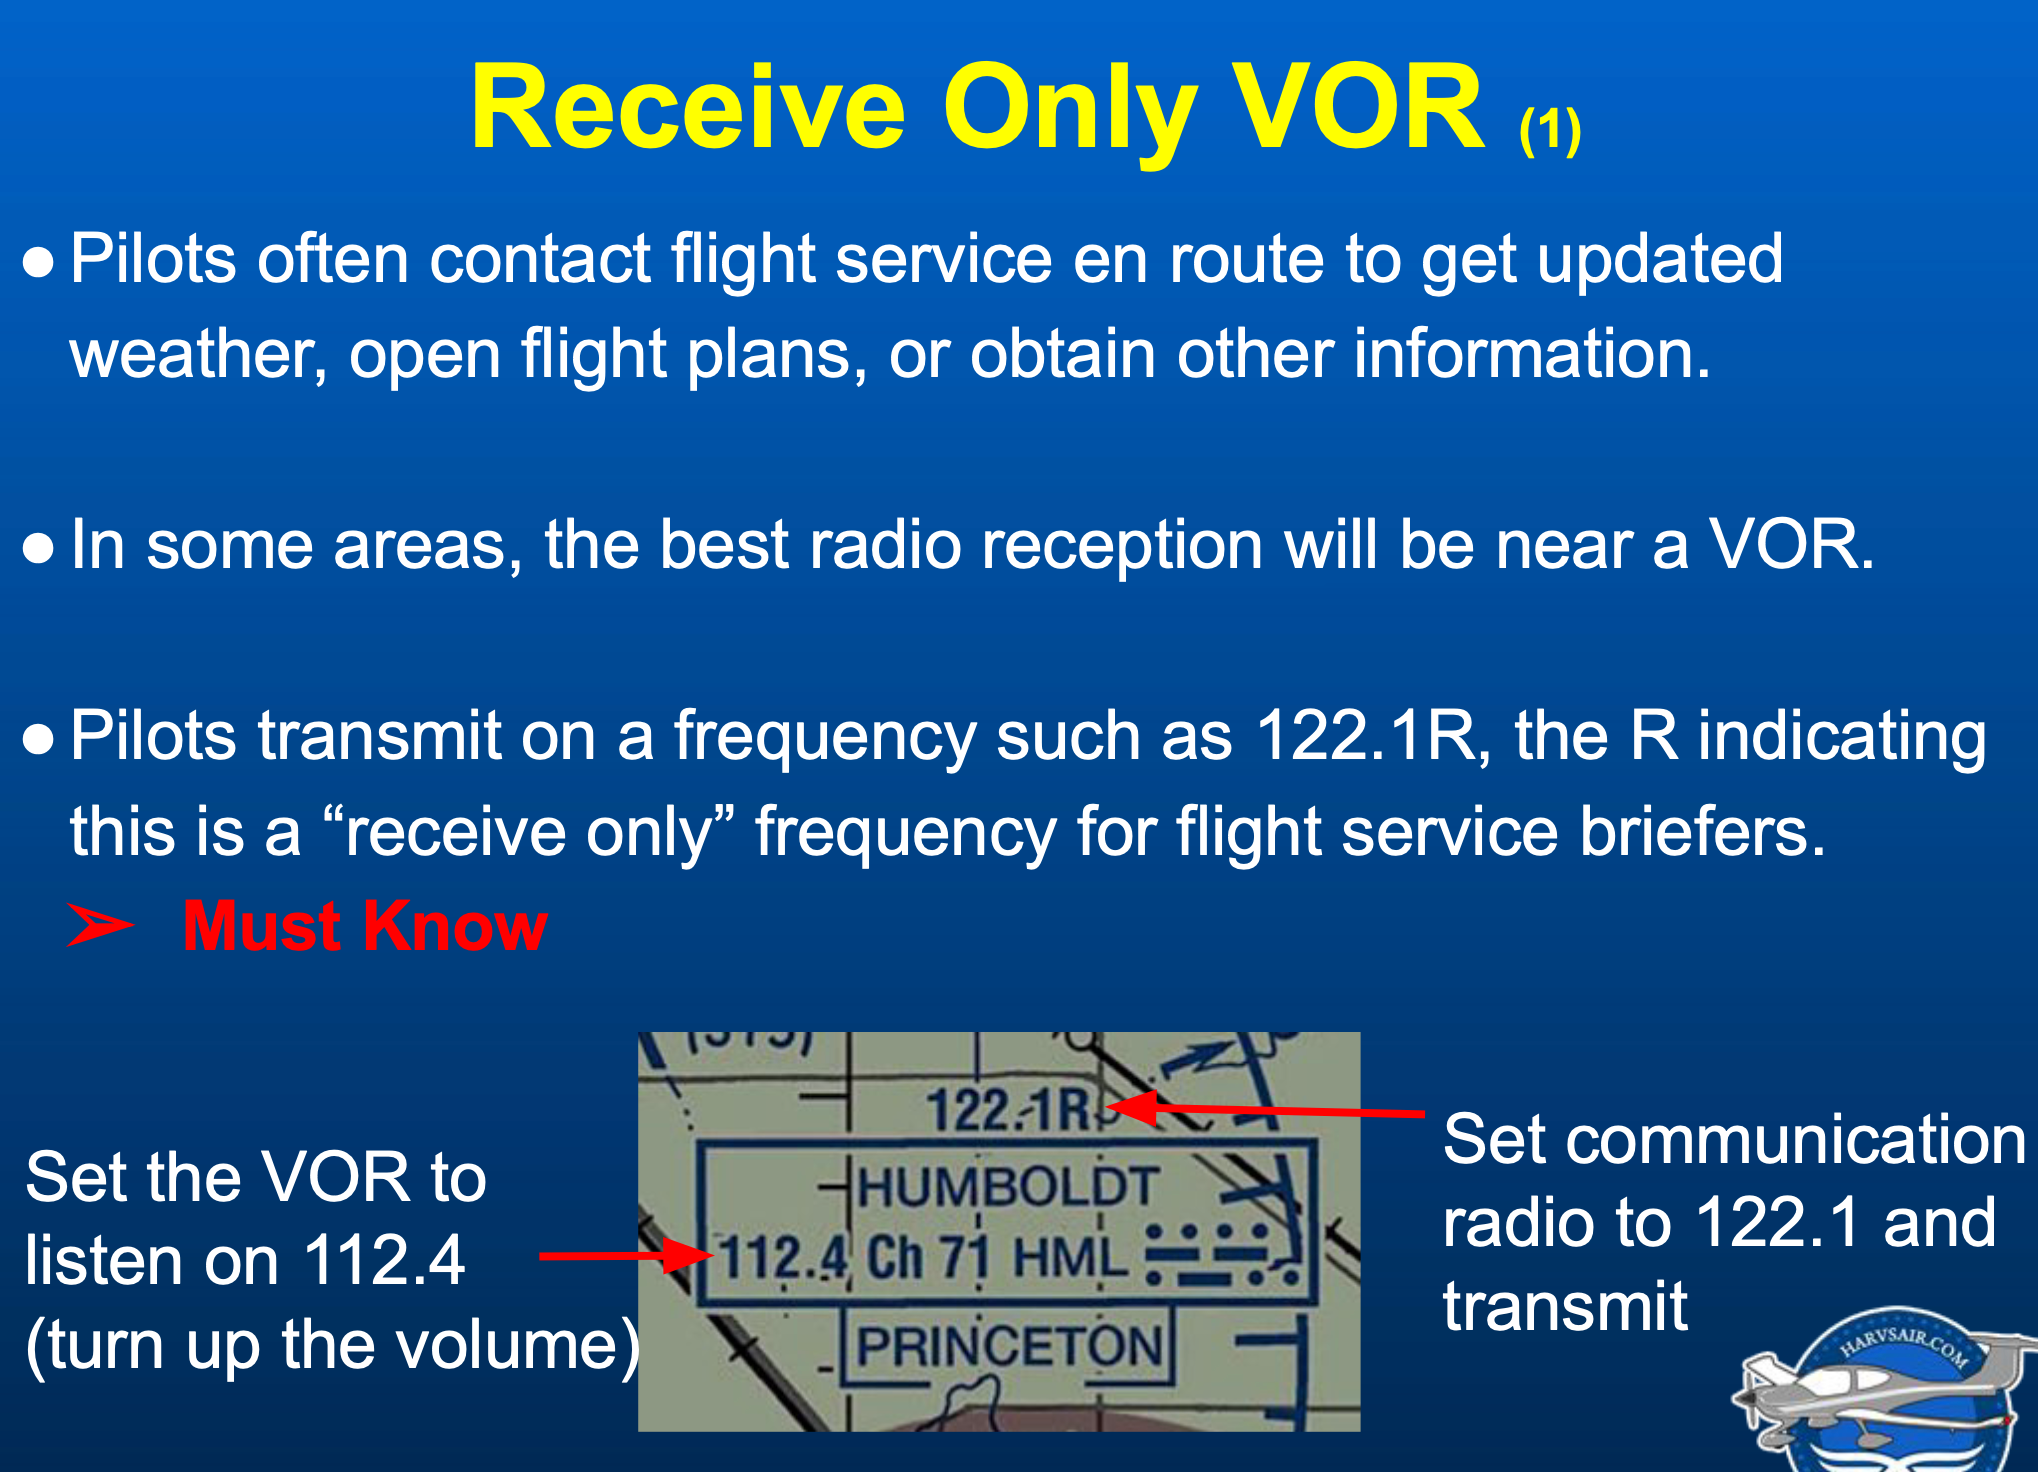 Receive Only VOR (1)
Pilots often contact flight service en route to get updated
weather, open flight plans, or obtain other information.
In some areas, the best radio reception will be near a VOR.
Pilots transmit on a frequency such as 122.1R, the R indicating
this is a “receive only” frequency for flight service briefers.
Must Know
Set the VOR to
listen on 112.4
(turn up the volume)
122.1R
HUMBOLDT
112.4 Ch 71 HML
PRINCETON
Set communication
radio to 122.1 and
transmit
HARVSAIR.COM